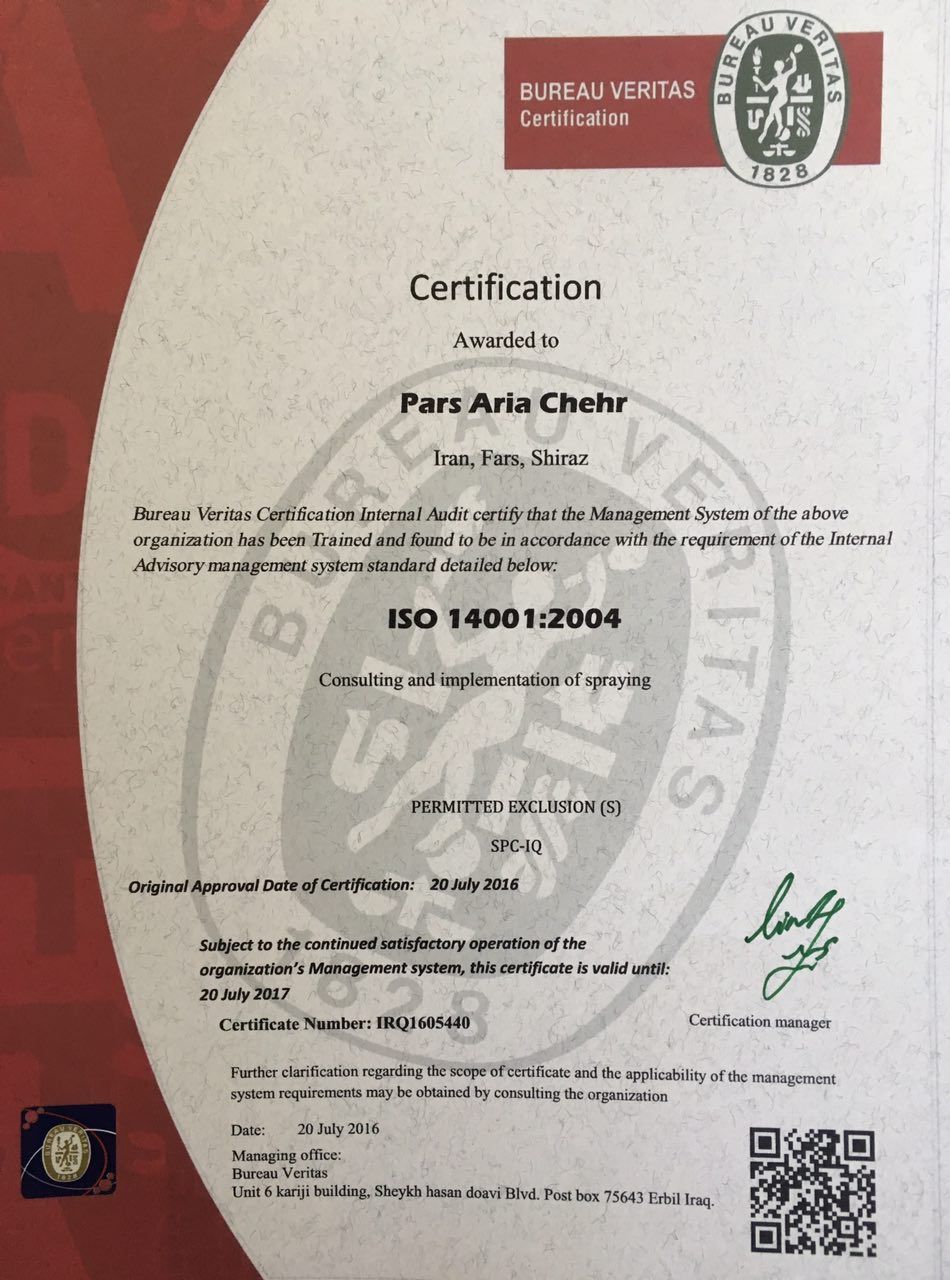 BUREAU VERITAS
Certification
BUREAU VERITAS
1828
Certification
Awarded to
Pars Aria Chehr
Iran, Fars, Shiraz
Bureau Veritas Certification Internal Audit certify that the Management System of the above
organization has been Trained and found to be in accordance with the requirement of the Internal
Advisory management system standard detailed below:
ISO 14001:2004
Consulting and implementation of spraying
PERMITTED EXCLUSION (S)
SPC-IQ
Original Approval Date of Certification: 20 July 2016
Subject to the continued satisfactory operation of the
organization's Management system, this certificate is valid until:
20 July 2017
Certificate Number: IRQ1605440
Certification manager
Further clarification regarding the scope of certificate and the applicability of the management
system requirements may be obtained by consulting the organization
Date: 20 July 2016
Managing office:
Bureau Veritas
Unit 6 kariji building, Sheykh hasan doavi Blvd. Post box 75643 Erbil Iraq.
BUREAU VERITAS
1828
BUREAU VERITAS
1828